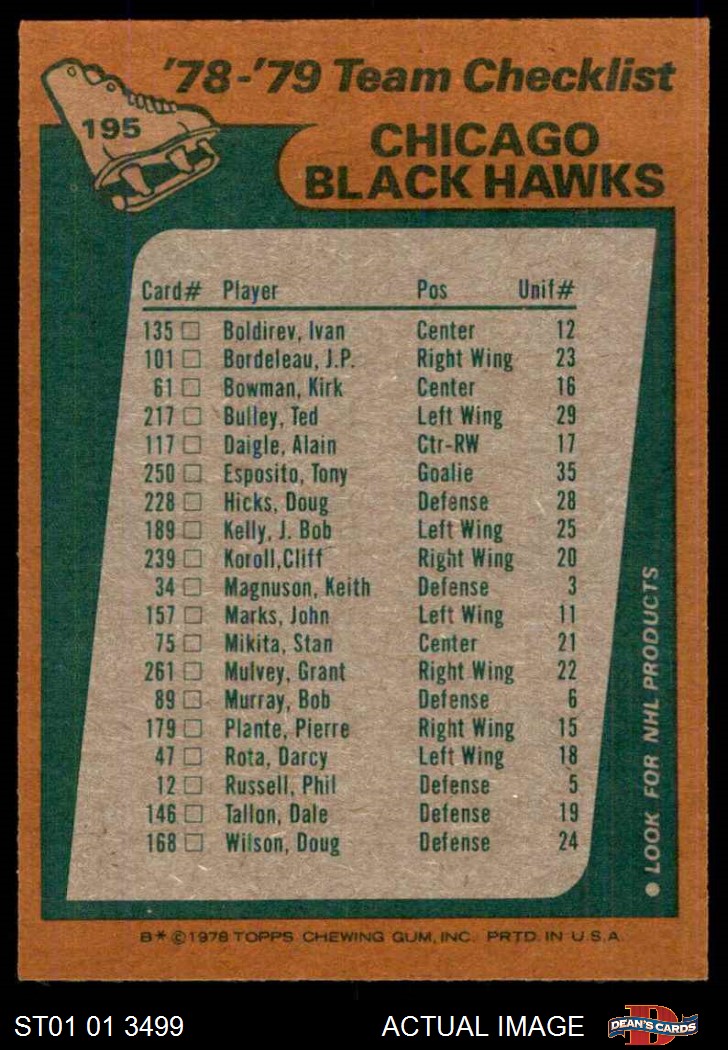 '78-'79 Team Checklist
195
CHICAGO
BLACK HAWKS
Card# Player Pos Unif#
135 □ Boldirev, Ivan Center 12
101 □ Bordeleau, J.P. Right Wing 23
61 □ Bowman, Kirk Center 16
217 □ Bulley, Ted Left Wing 29
117 □ Daigle, Alain Ctr-RW 17
250 □ Esposito, Tony Goalie 35
228 □ Hicks, Doug Defense 28
189 □ Kelly, J. Bob Left Wing 25
239 □ Koroll,Cliff Right Wing 20
34 □ Magnuson, Keith Defense 3
157 □ Marks, John Left Wing 11
75 □ Mikita, Stan Center 21
261 □ Mulvey, Grant Right Wing 22
89 □ Murray, Bob Defense 6
179 □ Plante, Pierre Right Wing 15
47 □ Rota, Darcy Left Wing 18
12 □ Russell, Phil Defense 5
146 □ Tallon, Dale Defense 19
168 □ Wilson, Doug Defense 24
● LOOK FOR NHL PRODUCTS
B* ©1978 TOPPS CHEWING GUM, INC. PRTD. IN U.S.A.
ST01 01 3499 ACTUAL IMAGE
D
DEAN'S CARDS